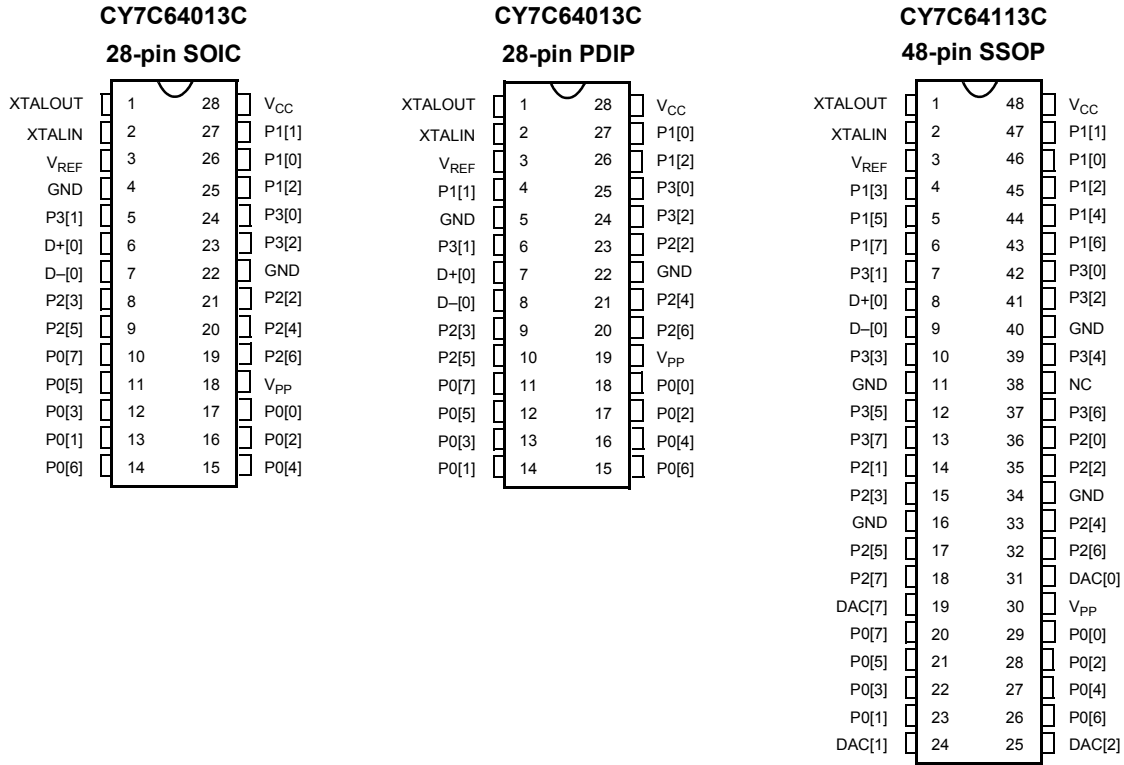 CY7C64013C
28-pin SOIC
XTALOUT 1 28 VCC
XTALIN 2 27 P1[1]
VREF 3 26 P1[0]
GND 4 25 P1[2]
P3[1] 5 24 P3[0]
D+[0] 6 23 P3[2]
D–[0] 7 22 GND
P2[3] 8 21 P2[2]
P2[5] 9 20 P2[4]
P0[7] 10 19 P2[6]
P0[5] 11 18 VPP
P0[3] 12 17 P0[0]
P0[1] 13 16 P0[2]
P0[6] 14 15 P0[4]
CY7C64013C
28-pin PDIP
XTALOUT 1 28 VCC
XTALIN 2 27 P1[0]
VREF 3 26 P1[2]
P1[1] 4 25 P3[0]
GND 5 24 P3[2]
P3[1] 6 23 P2[2]
D+[0] 7 22 GND
D–[0] 8 21 P2[4]
P2[3] 9 20 P2[6]
P2[5] 10 19 VPP
P0[7] 11 18 P0[0]
P0[5] 12 17 P0[2]
P0[3] 13 16 P0[4]
P0[1] 14 15 P0[6]
CY7C64113C
48-pin SSOP
XTALOUT 1 48 VCC
XTALIN 2 47 P1[1]
VREF 3 46 P1[0]
P1[3] 4 45 P1[2]
P1[5] 5 44 P1[4]
P1[7] 6 43 P1[6]
P3[1] 7 42 P3[0]
D+[0] 8 41 P3[2]
D–[0] 9 40 GND
P3[3] 10 39 P3[4]
GND 11 38 NC
P3[5] 12 37 P3[6]
P3[7] 13 36 P2[0]
P2[1] 14 35 P2[2]
P2[3] 15 34 GND
GND 16 33 P2[4]
P2[5] 17 32 P2[6]
P2[7] 18 31 DAC[0]
DAC[7] 19 30 VPP
P0[7] 20 29 P0[0]
P0[5] 21 28 P0[2]
P0[3] 22 27 P0[4]
P0[1] 23 26 P0[6]
DAC[1] 24 25 DAC[2]